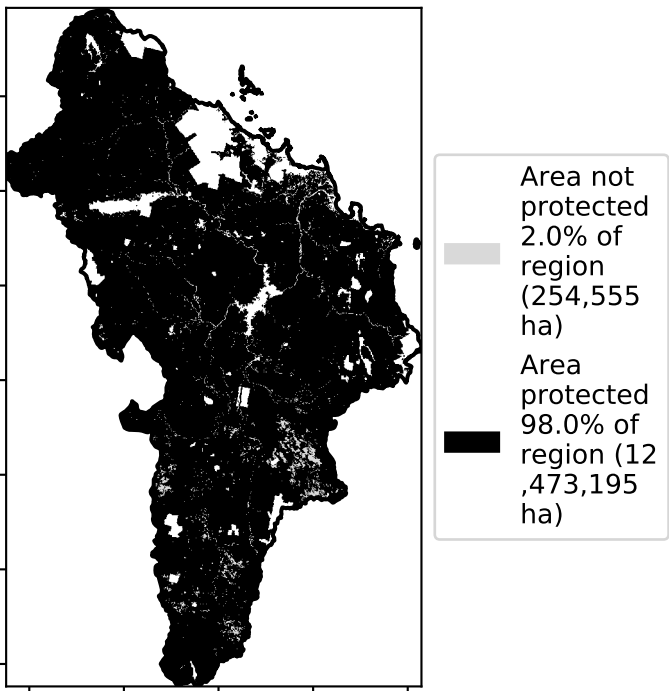 Area not
protected
2.0% of
region
(254,555
ha)
Area
protected
98.0% of
region (12
,473,195
ha)